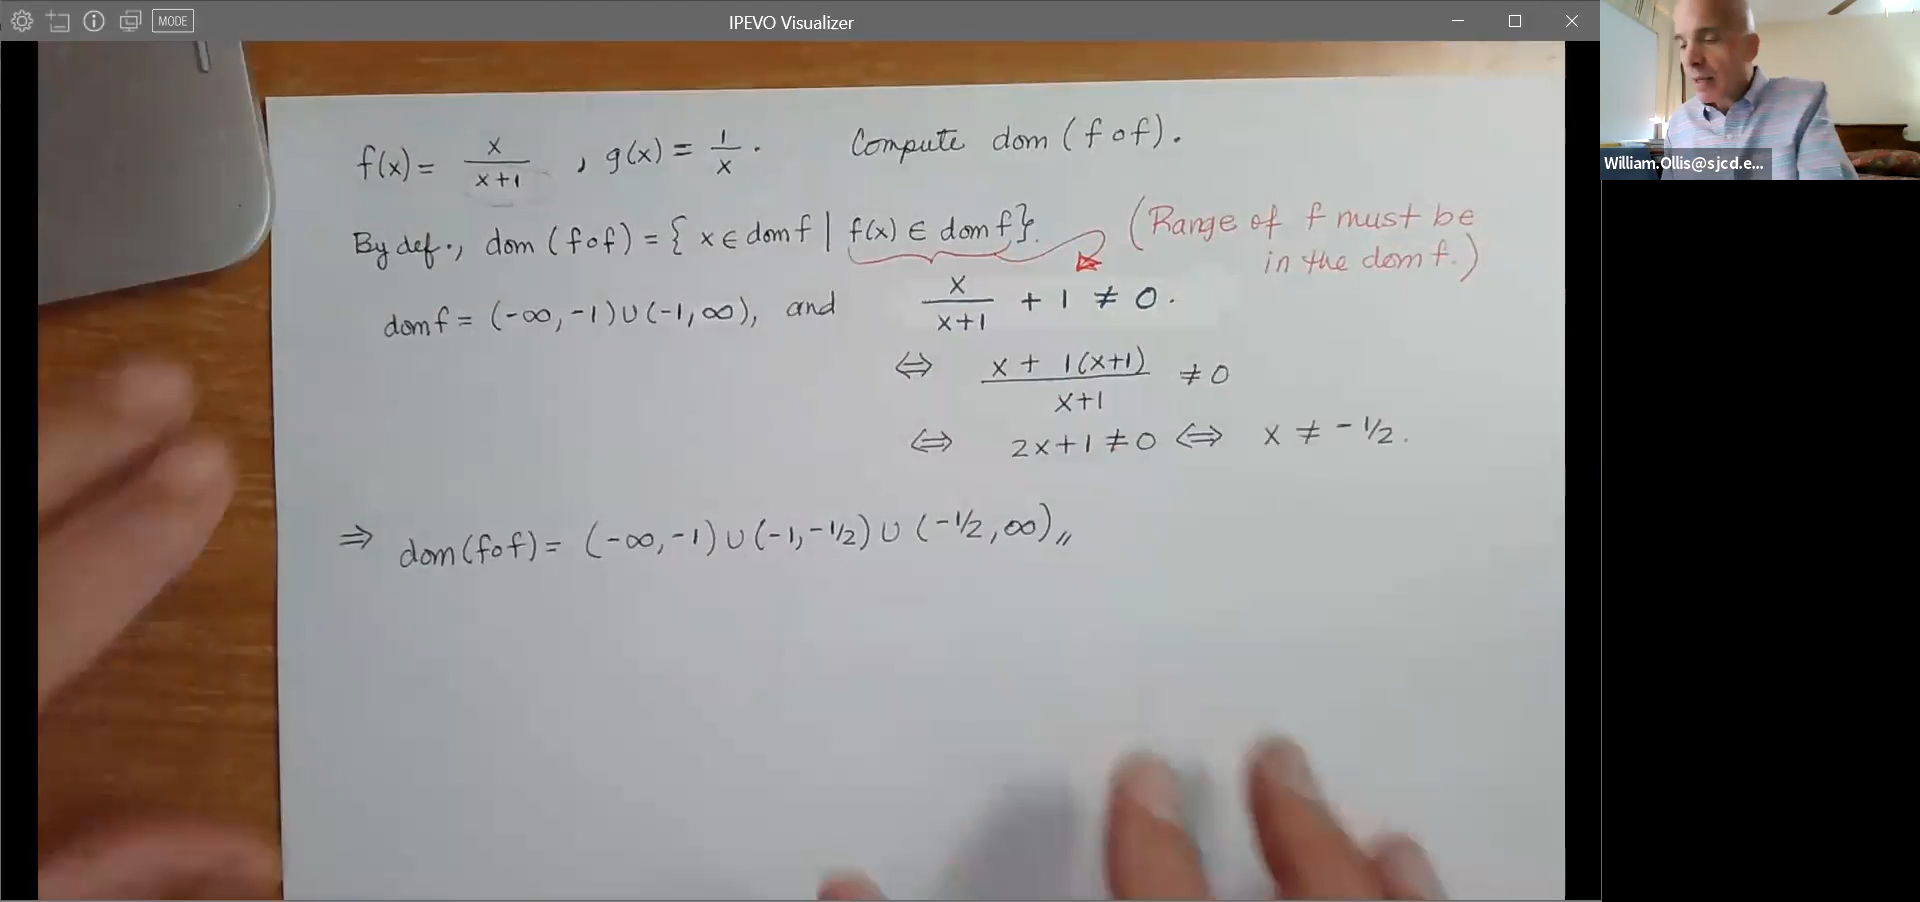 MODE
IPEVO Visualizer
William.Ollis@sjcd.e...
f(x) = x/(x+1) , g(x) = 1/x . Compute dom (f∘f).
By def., dom (f∘f) = { x ∈ dom f | f(x) ∈ dom f }.
(Range of f must be
in the dom f.)
dom f = (-∞, -1) ∪ (-1, ∞), and x/(x+1) + 1 ≠ 0.
⇔ (x + 1(x+1))/(x+1) ≠ 0
⇔ 2x+1 ≠ 0 ⇔ x ≠ -1/2.
⇒ dom(f∘f) = (-∞, -1) ∪ (-1, -1/2) ∪ (-1/2, ∞)//